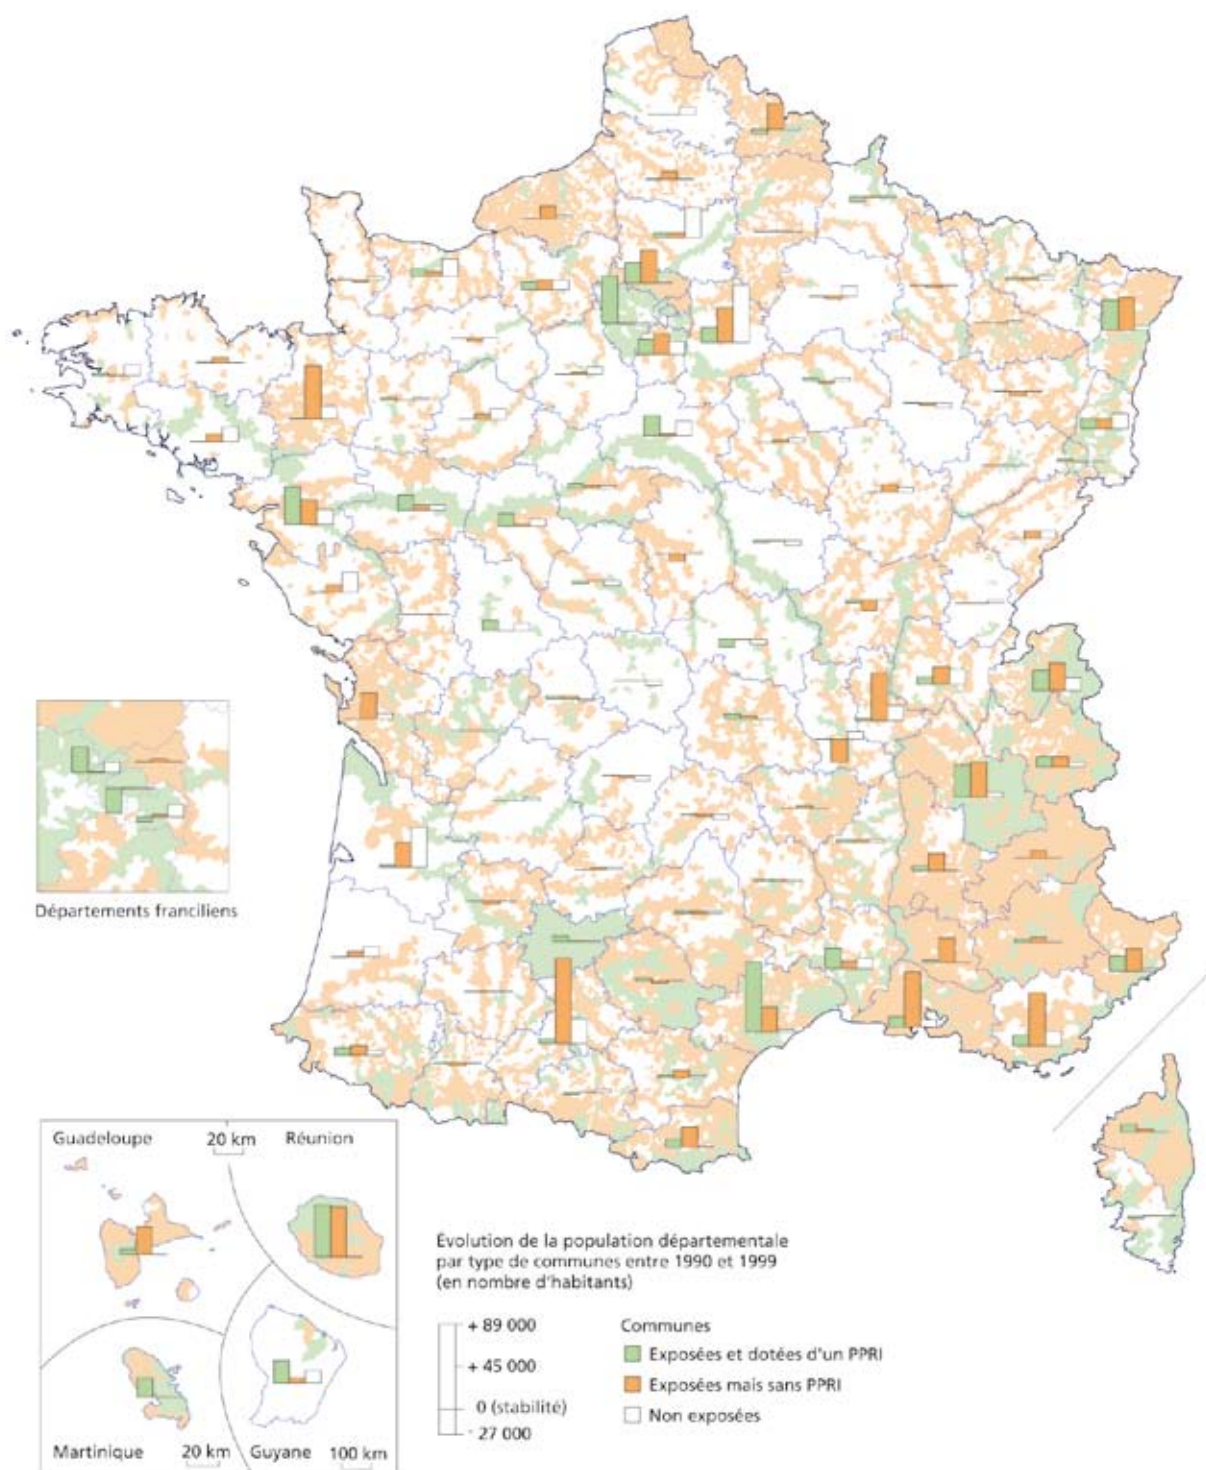 Départements franciliens
Guadeloupe
20 km
Réunion
Martinique
20 km
Guyane
100 km
Évolution de la population départementale
par type de communes entre 1990 et 1999
(en nombre d'habitants)
+ 89 000
+ 45 000
0 (stabilité)
- 27 000
Communes
Exposées et dotées d'un PPRI
Exposées mais sans PPRI
Non exposées